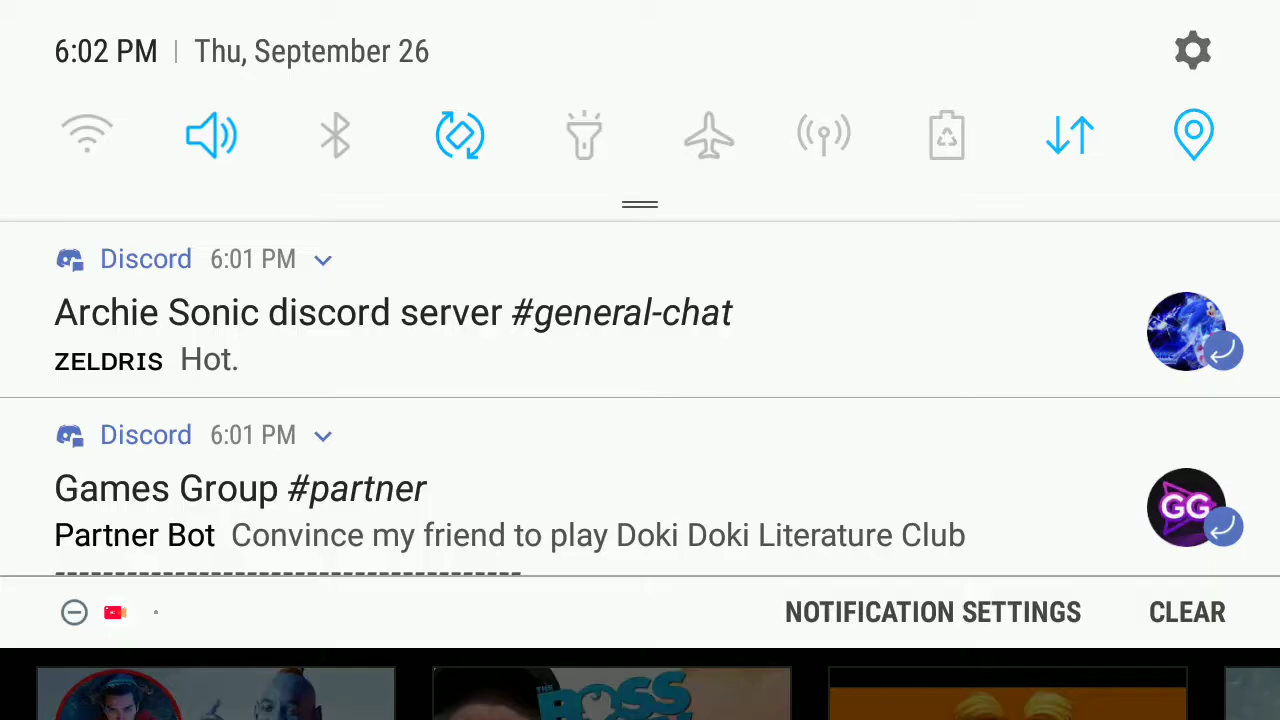 6:02 PM | Thu, September 26
Discord 6:01 PM
Archie Sonic discord server #general-chat
ZELDRIS Hot.
Discord 6:01 PM
Games Group #partner
GG
Partner Bot Convince my friend to play Doki Doki Literature Club
---------------------------------------
NOTIFICATION SETTINGS CLEAR
THE BOSS